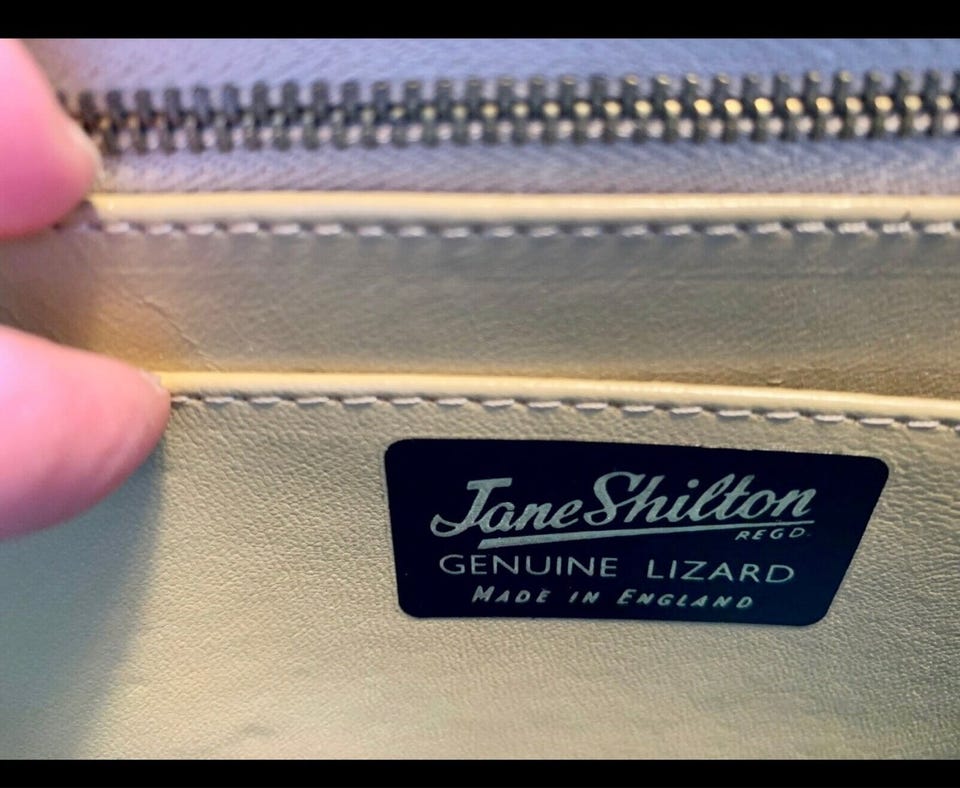 Jane Shilton
REGD.
GENUINE LIZARD
MADE IN ENGLAND